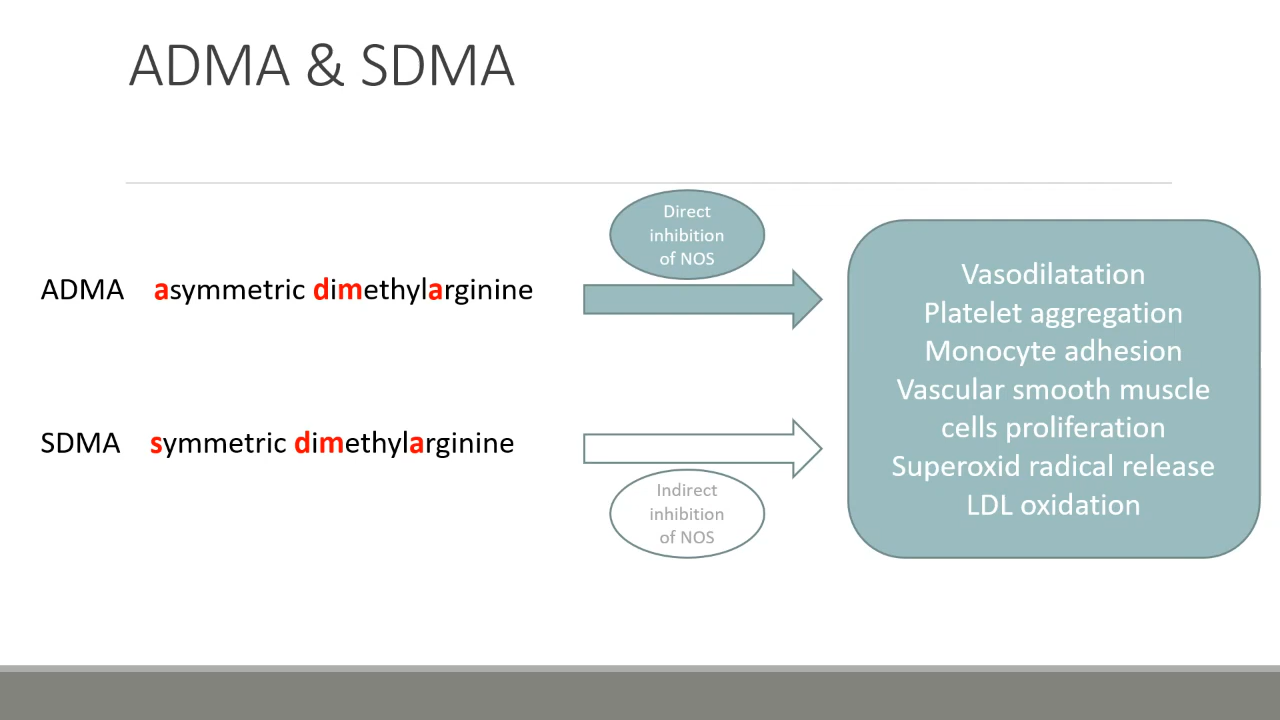 ADMA & SDMA
Direct
inhibition
of NOS
ADMA asymmetric dimethylarginine
SDMA symmetric dimethylarginine
Indirect
inhibition
of NOS
Vasodilatation
Platelet aggregation
Monocyte adhesion
Vascular smooth muscle
cells proliferation
Superoxid radical release
LDL oxidation